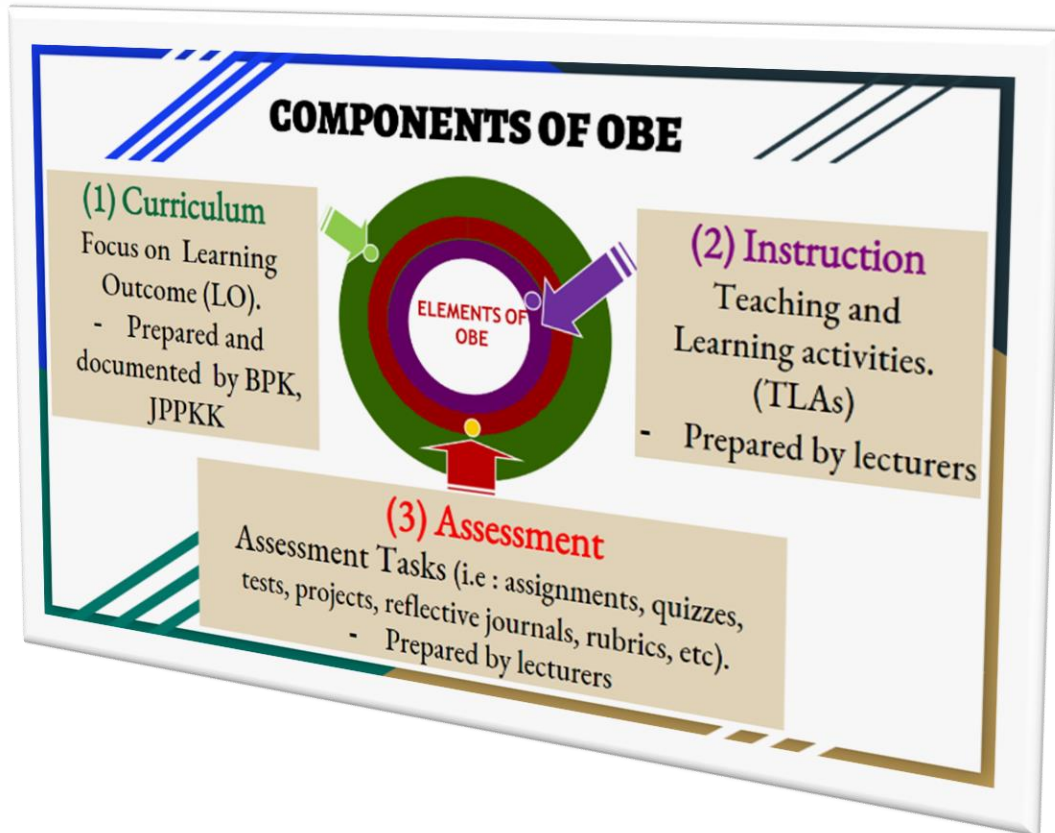 COMPONENTS OF OBE
(1) Curriculum
Focus on Learning
Outcome (LO).
- Prepared and
documented by BPK,
JPPKK
ELEMENTS OF
OBE
(2) Instruction
Teaching and
Learning activities.
(TLAs)
- Prepared by lecturers
(3) Assessment
Assessment Tasks (i.e : assignments, quizzes,
tests, projects, reflective journals, rubrics, etc).
- Prepared by lecturers